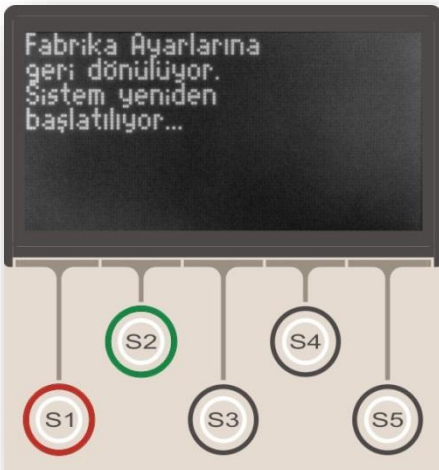 Fabrika Ayarlarına
geri dönülüyor.
Sistem yeniden
başlatılıyor...
S2
S4
S1
S3
S5